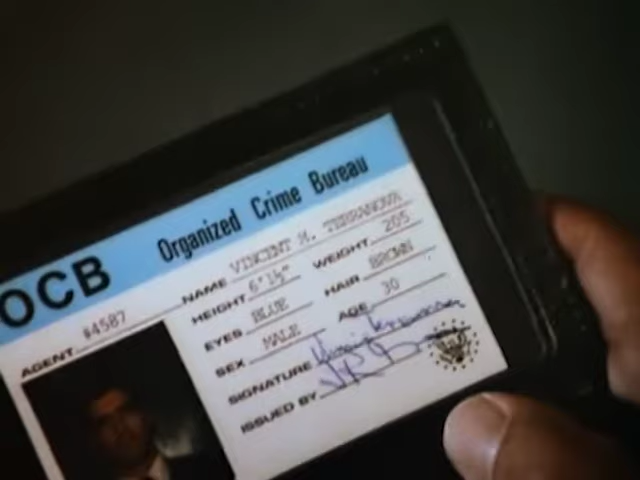 OCB Organized Crime Bureau
AGENT #4587
NAME VINCENT M. TERRANOVA
HEIGHT 6'1½" WEIGHT 205
EYES BLUE HAIR BROWN
SEX MALE AGE 30
SIGNATURE
ISSUED BY